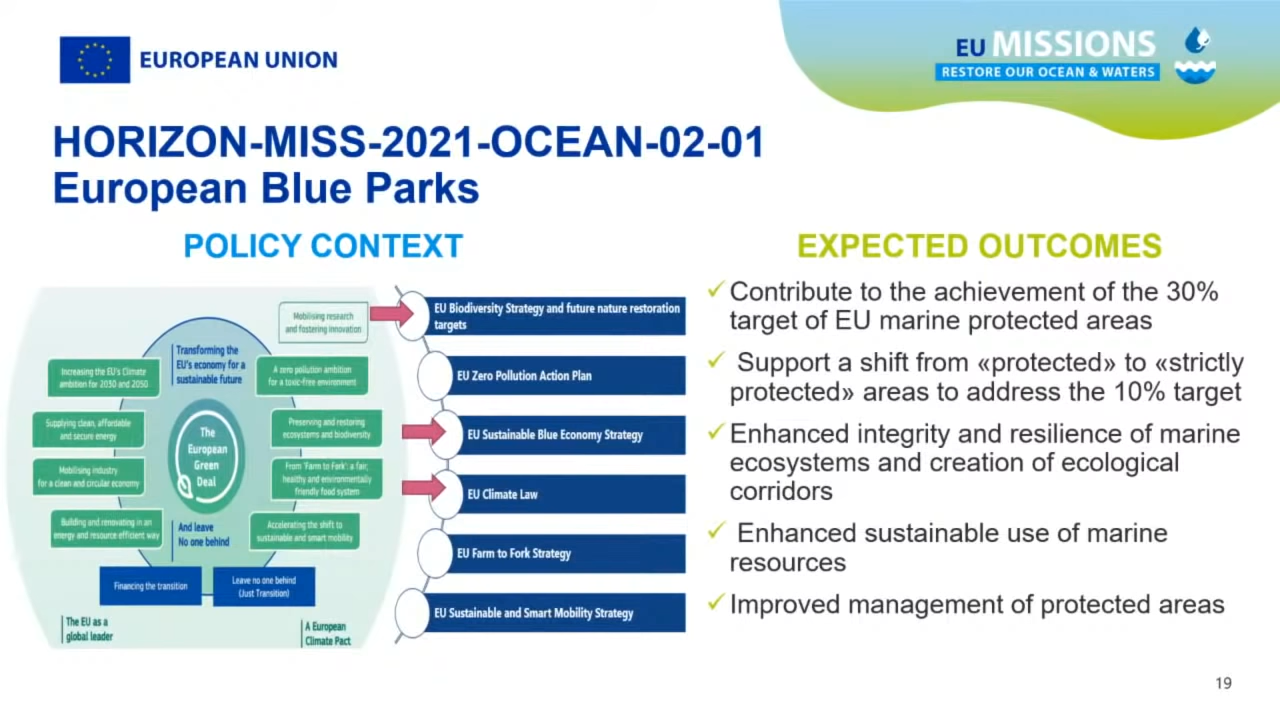 EUROPEAN UNION
EU MISSIONS
RESTORE OUR OCEAN & WATERS
HORIZON-MISS-2021-OCEAN-02-01
European Blue Parks
POLICY CONTEXT
Mobilising research
and fostering innovation
Transforming the
EU's economy for a
sustainable future
Increasing the EU's Climate
ambition for 2030 and 2050
A zero pollution ambition
for a toxic-free environment
Supplying clean, affordable
and secure energy
Preserving and restoring
ecosystems and biodiversity
The
European
Green
Deal
Mobilising industry
for a clean and circular economy
From 'Farm to Fork': a fair,
healthy and environmentally
friendly food system
Building and renovating in an
energy and resource efficient way
And leave
No one behind
Accelerating the shift to
sustainable and smart mobility
Financing the transition
Leave no one behind
(Just Transition)
The EU as a
global leader
A European
Climate Pact
EU Biodiversity Strategy and future nature restoration
targets
EU Zero Pollution Action Plan
EU Sustainable Blue Economy Strategy
EU Climate Law
EU Farm to Fork Strategy
EU Sustainable and Smart Mobility Strategy
EXPECTED OUTCOMES
✓Contribute to the achievement of the 30%
target of EU marine protected areas
✓ Support a shift from «protected» to «strictly
protected» areas to address the 10% target
✓Enhanced integrity and resilience of marine
ecosystems and creation of ecological
corridors
✓ Enhanced sustainable use of marine
resources
✓Improved management of protected areas
19